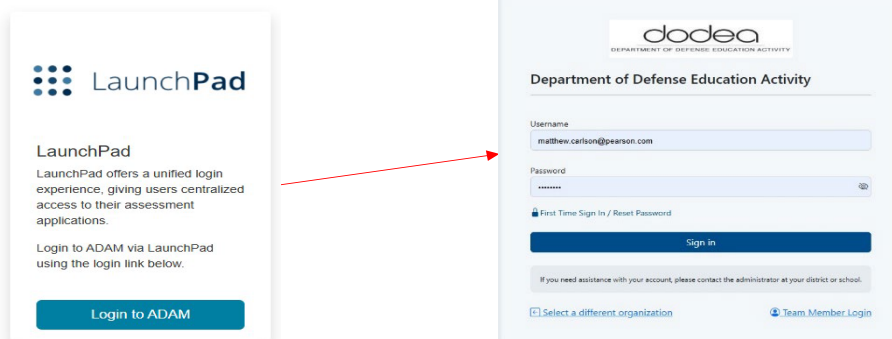 LaunchPad
LaunchPad
LaunchPad offers a unified login
experience, giving users centralized
access to their assessment
applications.
Login to ADAM via LaunchPad
using the login link below.
Login to ADAM
dodea
DEPARTMENT OF DEFENSE EDUCATION ACTIVITY
Department of Defense Education Activity
Username
matthew.carlson@pearson.com
Password
••••••••
First Time Sign In / Reset Password
Sign in
If you need assistance with your account, please contact the administrator at your district or school.
Select a different organization
Team Member Login